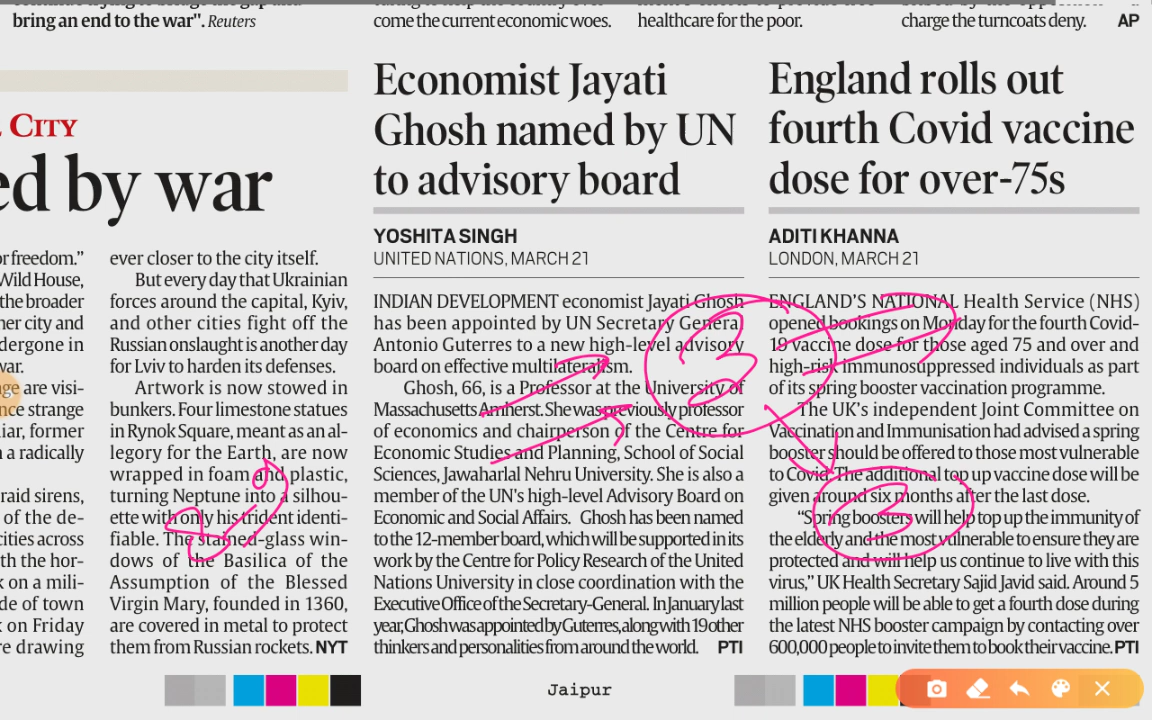 bring an end to the war". Reuters
come the current economic woes.
healthcare for the poor.
charge the turncoats deny. AP
CITY
ed by war
or freedom."
Wild House,
the broader
her city and
dergone in
war.
ge are visi-
nce strange
liar, former
a radically
raid sirens,
of the de-
cities across
th the hor-
k on a mili-
de of town
k on Friday
re drawing
ever closer to the city itself.
But every day that Ukrainian
forces around the capital, Kyiv,
and other cities fight off the
Russian onslaught is another day
for Lviv to harden its defenses.
Artwork is now stowed in
bunkers. Four limestone statues
in Rynok Square, meant as an al-
legory for the Earth, are now
wrapped in foam and plastic,
turning Neptune into a silhou-
ette with only his trident identi-
fiable. The stained-glass win-
dows of the Basilica of the
Assumption of the Blessed
Virgin Mary, founded in 1360,
are covered in metal to protect
them from Russian rockets. NYT
Economist Jayati
Ghosh named by UN
to advisory board
YOSHITA SINGH
UNITED NATIONS, MARCH 21
INDIAN DEVELOPMENT economist Jayati Ghosh
has been appointed by UN Secretary General
Antonio Guterres to a new high-level advisory
board on effective multilateralism.
Ghosh, 66, is a Professor at the University of
Massachusetts Amherst. She was previously professor
of economics and chairperson of the Centre for
Economic Studies and Planning, School of Social
Sciences, Jawaharlal Nehru University. She is also a
member of the UN's high-level Advisory Board on
Economic and Social Affairs. Ghosh has been named
to the 12-member board, which will be supported in its
work by the Centre for Policy Research of the United
Nations University in close coordination with the
Executive Office of the Secretary-General. In January last
year, Ghosh was appointed by Guterres, along with 19 other
thinkers and personalities from around the world. PTI
England rolls out
fourth Covid vaccine
dose for over-75s
ADITI KHANNA
LONDON, MARCH 21
ENGLAND'S NATIONAL Health Service (NHS)
opened bookings on Monday for the fourth Covid-
19 vaccine dose for those aged 75 and over and
high-risk immunosuppressed individuals as part
of its spring booster vaccination programme.
The UK's independent Joint Committee on
Vaccination and Immunisation had advised a spring
booster should be offered to those most vulnerable
to Covid. The additional top up vaccine dose will be
given around six months after the last dose.
"Spring boosters will help top up the immunity of
the elderly and the most vulnerable to ensure they are
protected and will help us continue to live with this
virus," UK Health Secretary Sajid Javid said. Around 5
million people will be able to get a fourth dose during
the latest NHS booster campaign by contacting over
600,000 people to invite them to book their vaccine. PTI
3
2
Jaipur